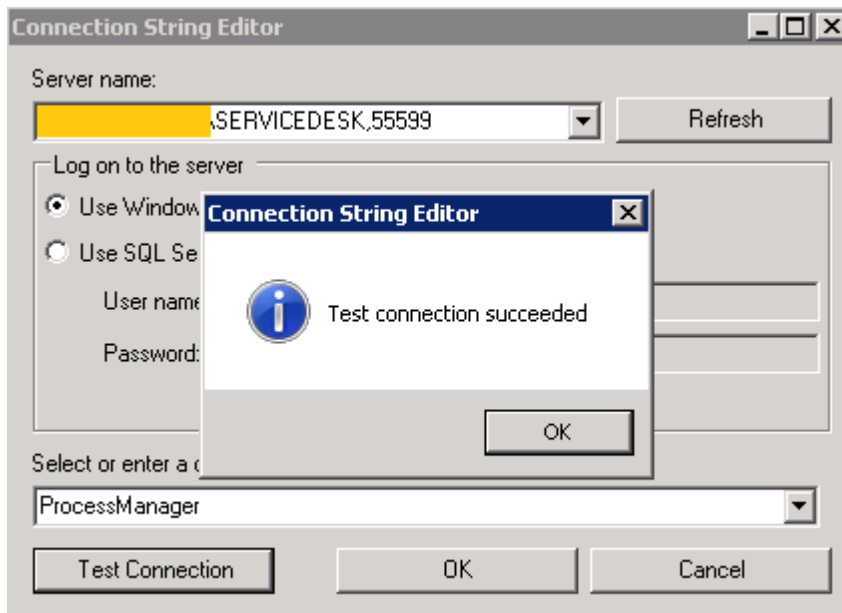 Connection String Editor
Server name:
\SERVICEDESK,55599
Refresh
Log on to the server
Use Window
Use SQL Se
User name
Password:
Connection String Editor
Test connection succeeded
OK
Select or enter a
ProcessManager
Test Connection
OK
Cancel